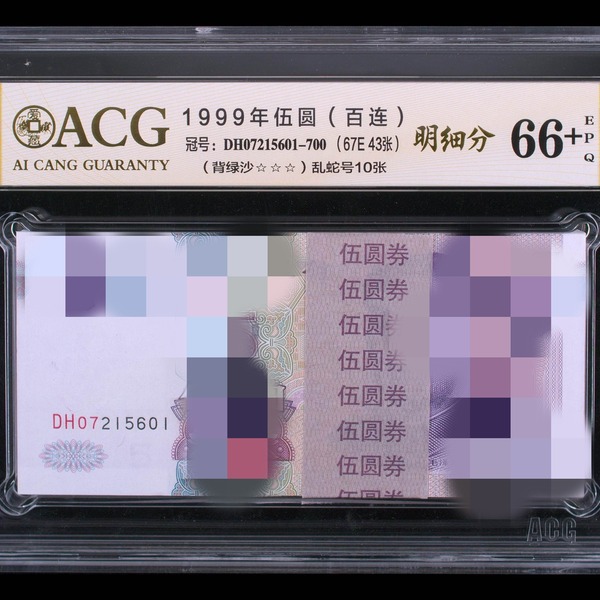 ACG
AI CANG GUARANTY
1999年伍圆（百连）
冠号：DH07215601-700（67E 43张）
（背绿沙☆☆☆）乱蛇号10张
明细分
66+
EPQ
伍圆券
伍圆券
伍圆券
伍圆券
伍圆券
伍圆券
伍圆券
DH07215601
ACG